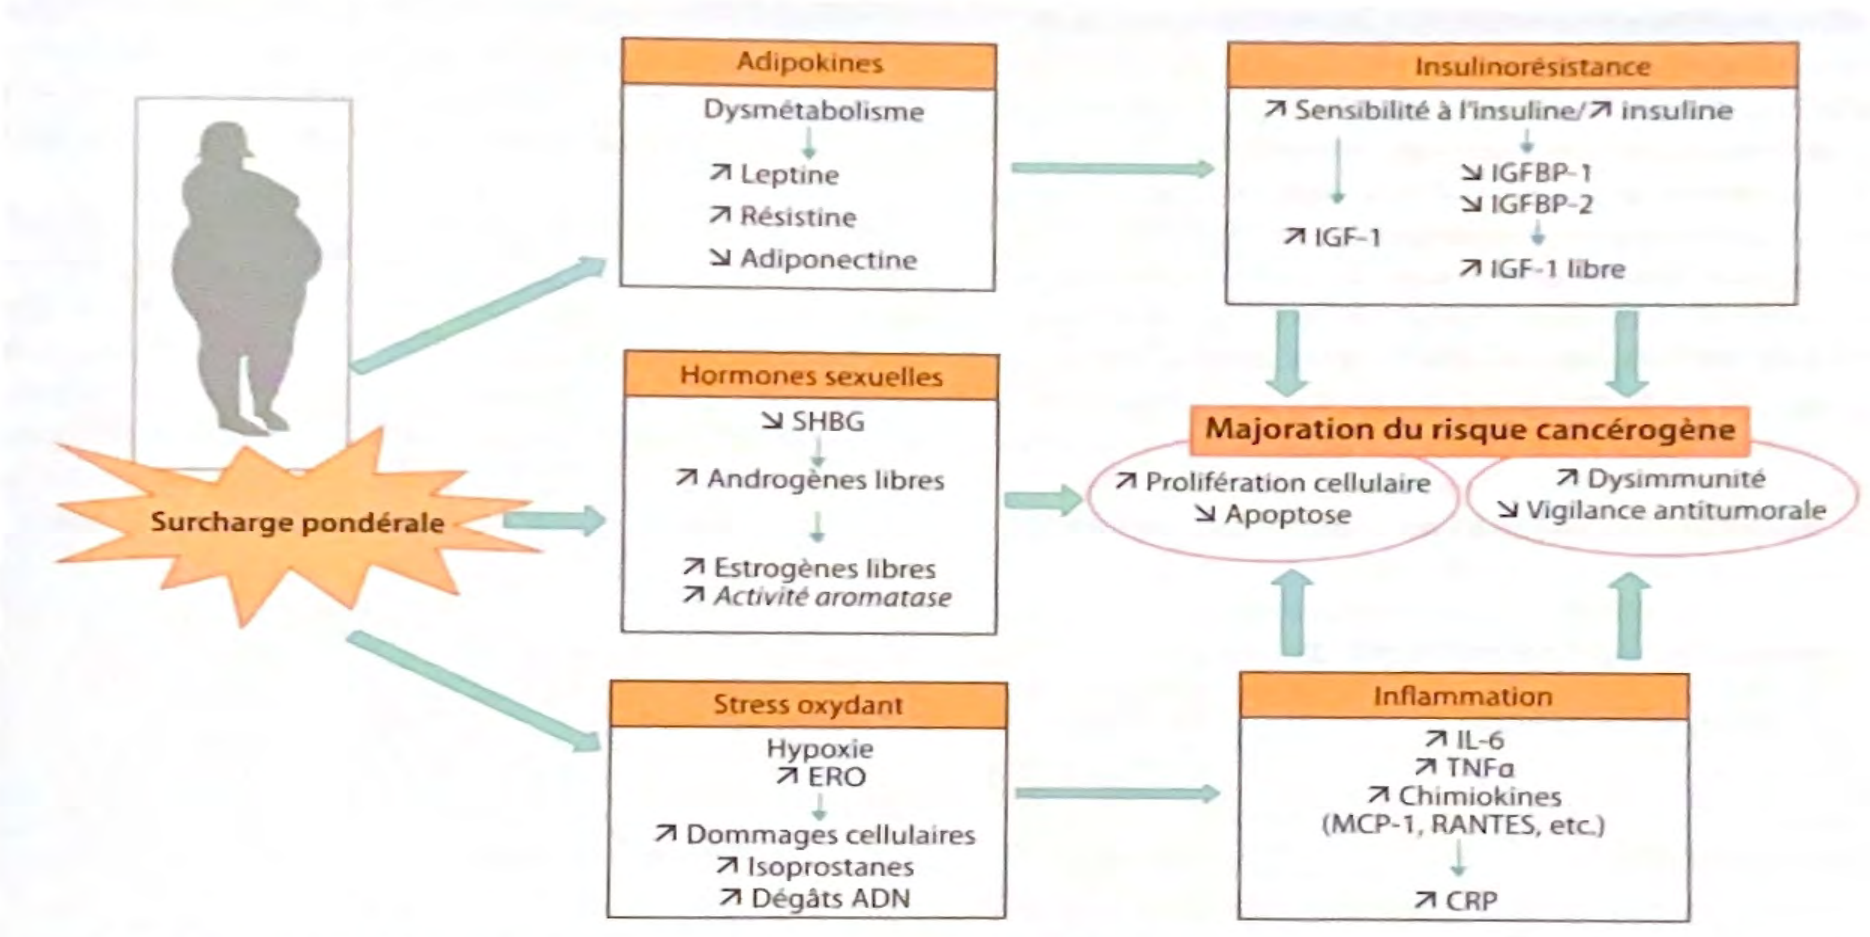 Adipokines
Dysmétabolisme
↗ Leptine
↗ Résistine
↘ Adiponectine
Insulinorésistance
↗ Sensibilité à l'insuline/↗ insuline
↘ IGFBP-1
↘ IGFBP-2
↗ IGF-1
↗ IGF-1 libre
Surcharge pondérale
Hormones sexuelles
↘ SHBG
↗ Androgènes libres
↗ Estrogènes libres
↗ Activité aromatase
Majoration du risque cancérogène
↗ Prolifération cellulaire
↘ Apoptose
↗ Dysimmunité
↘ Vigilance antitumorale
Stress oxydant
Hypoxie
↗ ERO
↗ Dommages cellulaires
↗ Isoprostanes
↗ Dégâts ADN
Inflammation
↗ IL-6
↗ TNFα
↗ Chimiokines
(MCP-1, RANTES, etc.)
↗ CRP